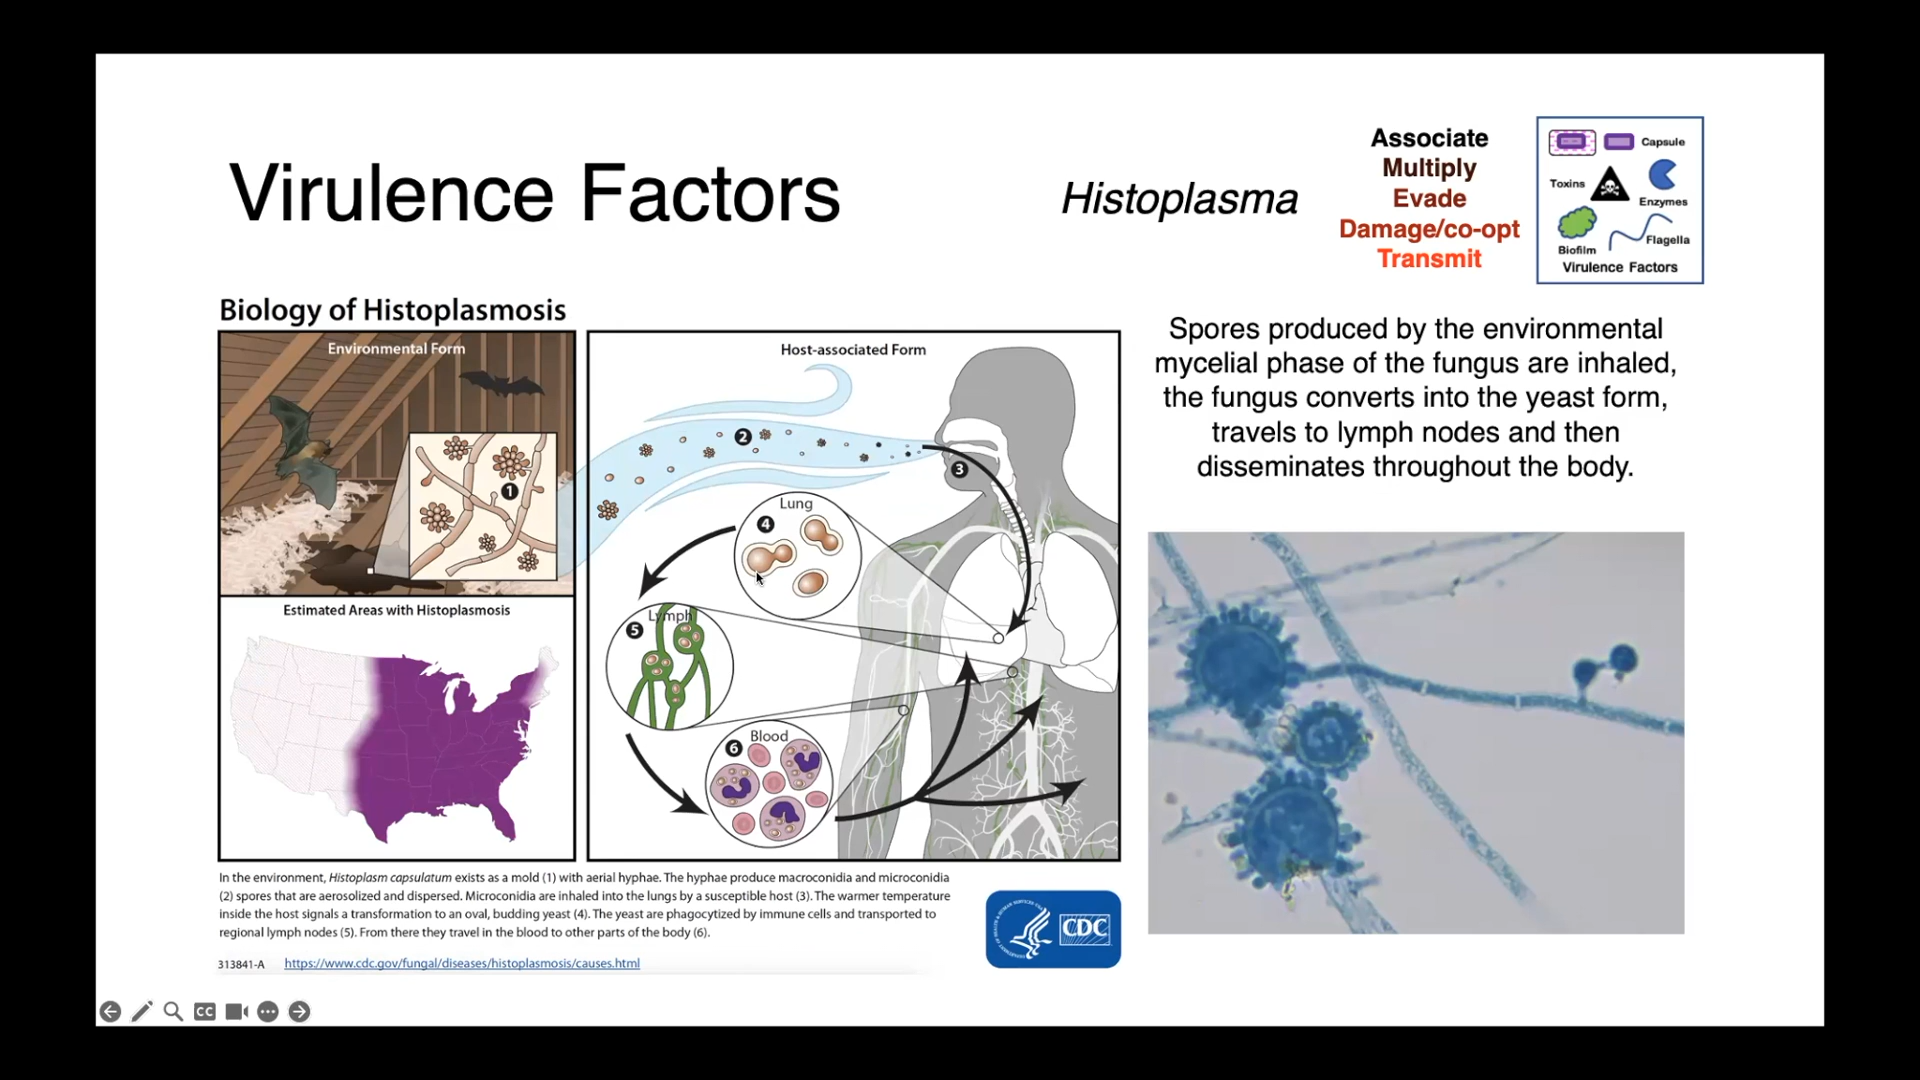 Virulence Factors
Histoplasma
Associate
Multiply
Evade
Damage/co-opt
Transmit
Capsule
Toxins
Enzymes
Biofilm
Flagella
Virulence Factors
Biology of Histoplasmosis
Environmental Form
1
Estimated Areas with Histoplasmosis
Host-associated Form
2
3
Lung
4
Lymph
5
Blood
6
In the environment, Histoplasm capsulatum exists as a mold (1) with aerial hyphae. The hyphae produce macroconidia and microconidia
(2) spores that are aerosolized and dispersed. Microconidia are inhaled into the lungs by a susceptible host (3). The warmer temperature
inside the host signals a transformation to an oval, budding yeast (4). The yeast are phagocytized by immune cells and transported to
regional lymph nodes (5). From there they travel in the blood to other parts of the body (6).
313841-A https://www.cdc.gov/fungal/diseases/histoplasmosis/causes.html
CDC
Spores produced by the environmental
mycelial phase of the fungus are inhaled,
the fungus converts into the yeast form,
travels to lymph nodes and then
disseminates throughout the body.
CC